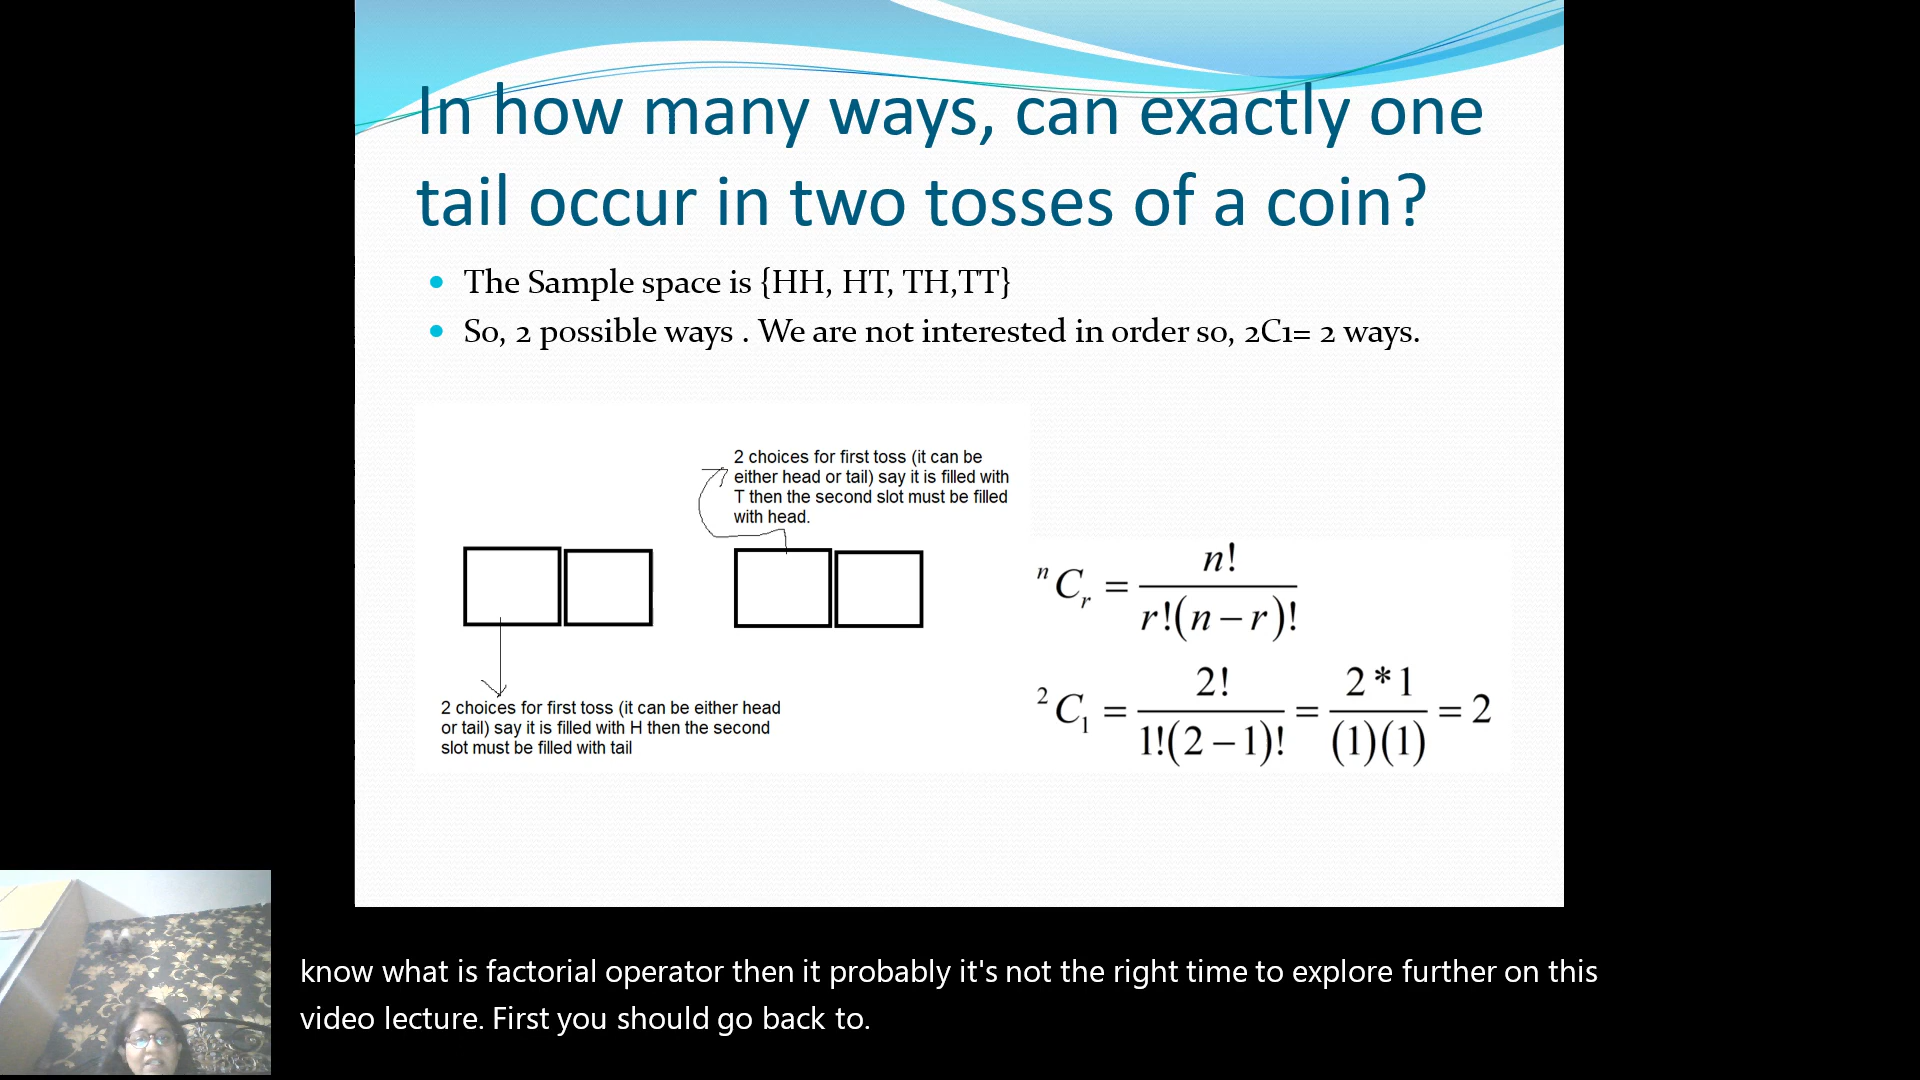 In how many ways, can exactly one
tail occur in two tosses of a coin?
The Sample space is {HH, HT, TH,TT}
So, 2 possible ways . We are not interested in order so, 2C1= 2 ways.
2 choices for first toss (it can be
either head or tail) say it is filled with
T then the second slot must be filled
with head.
2 choices for first toss (it can be either head
or tail) say it is filled with H then the second
slot must be filled with tail
ⁿCᵣ = n! / r!(n − r)!
²C₁ = 2! / 1!(2 − 1)! = 2 * 1 / (1)(1) = 2
know what is factorial operator then it probably it's not the right time to explore further on this
video lecture. First you should go back to.